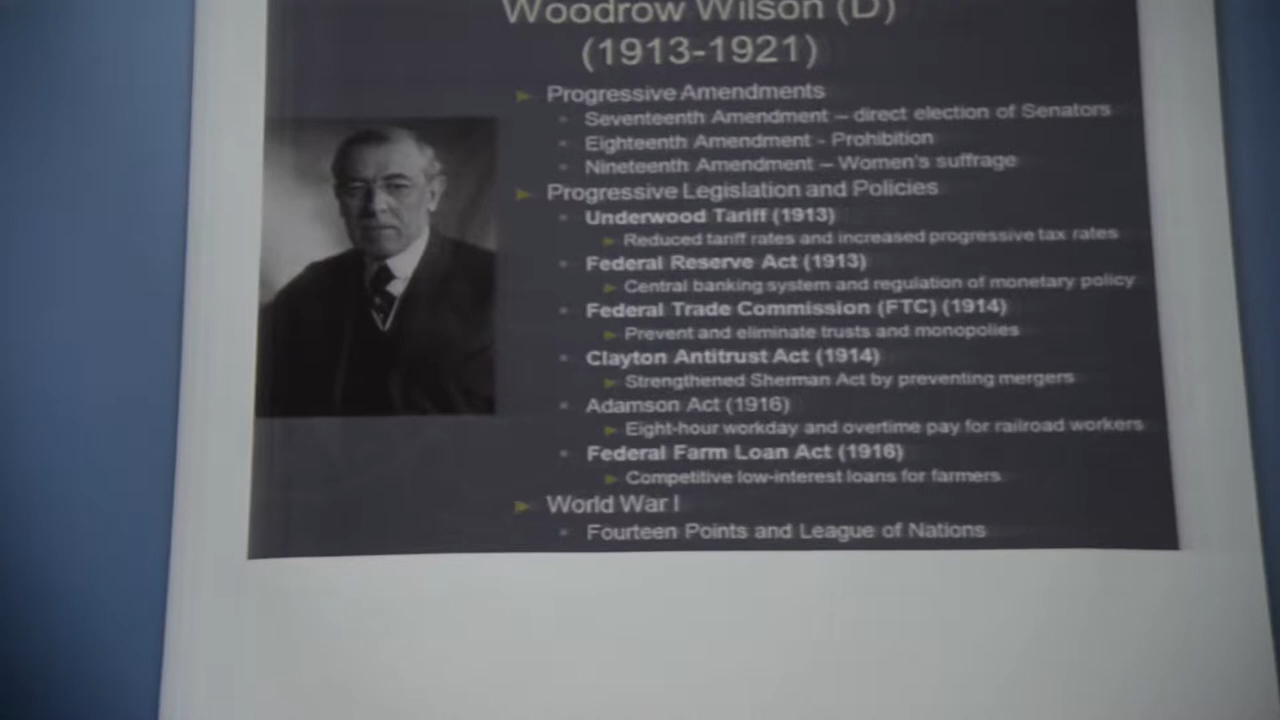 Woodrow Wilson (D)
(1913-1921)
Progressive Amendments
Seventeenth Amendment – direct election of Senators
Eighteenth Amendment - Prohibition
Nineteenth Amendment – Women's suffrage
Progressive Legislation and Policies
Underwood Tariff (1913)
Reduced tariff rates and increased progressive tax rates
Federal Reserve Act (1913)
Central banking system and regulation of monetary policy
Federal Trade Commission (FTC) (1914)
Prevent and eliminate trusts and monopolies
Clayton Antitrust Act (1914)
Strengthened Sherman Act by preventing mergers
Adamson Act (1916)
Eight-hour workday and overtime pay for railroad workers
Federal Farm Loan Act (1916)
Competitive low-interest loans for farmers
World War I
Fourteen Points and League of Nations